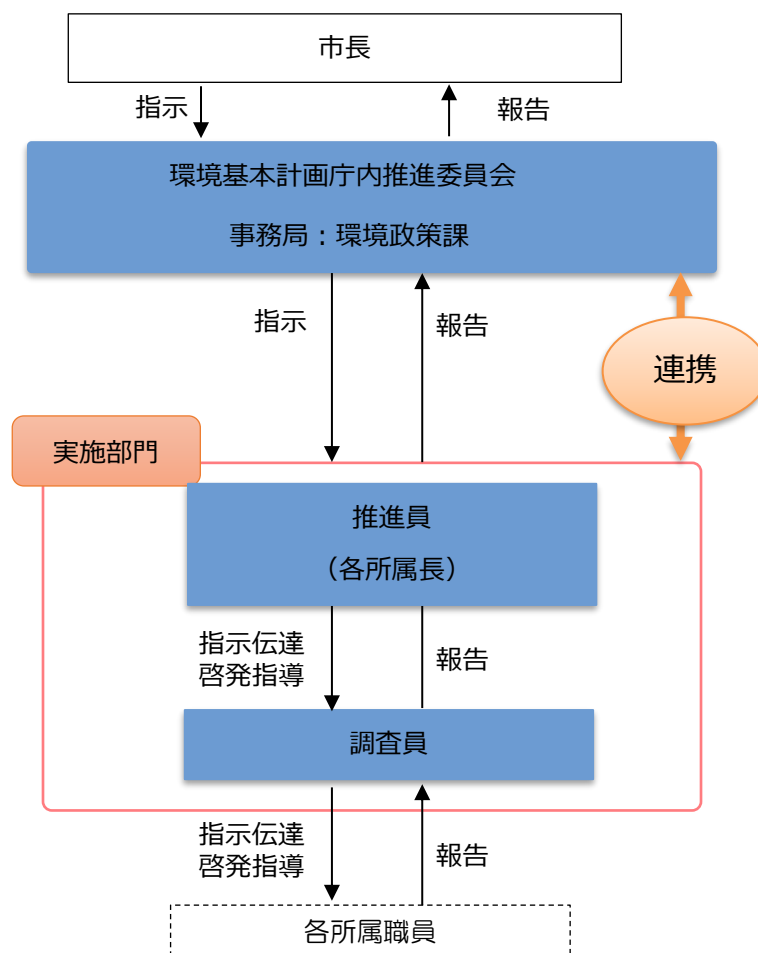 市長
指示
報告
環境基本計画庁内推進委員会
事務局：環境政策課
指示
報告
連携
実施部門
推進員
（各所属長）
指示伝達
啓発指導
報告
調査員
指示伝達
啓発指導
報告
各所属職員